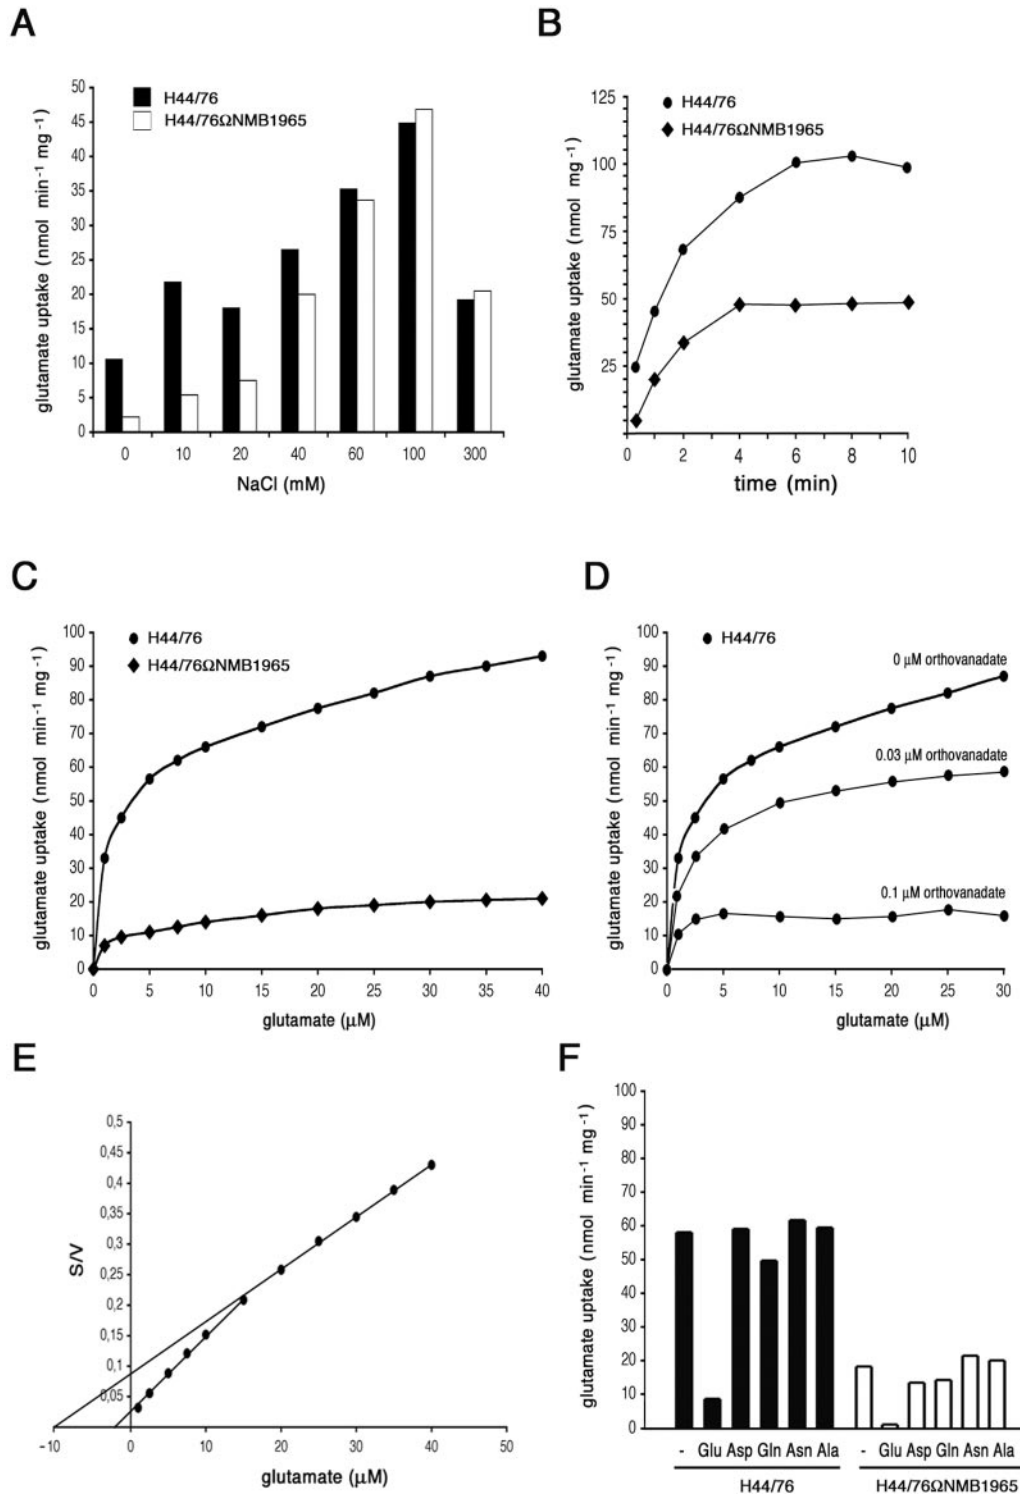 A
50
45
40
35
30
25
20
15
10
5
0
glutamate uptake (nmol min⁻¹ mg⁻¹)
H44/76
H44/76ΩNMB1965
0 10 20 40 60 100 300
NaCl (mM)
B
125
100
75
50
25
glutamate uptake (nmol mg⁻¹)
H44/76
H44/76ΩNMB1965
0 2 4 6 8 10
time (min)
C
100
90
80
70
60
50
40
30
20
10
0
glutamate uptake (nmol min⁻¹ mg⁻¹)
H44/76
H44/76ΩNMB1965
0 5 10 15 20 25 30 35 40
glutamate (μM)
D
100
90
80
70
60
50
40
30
20
10
0
glutamate uptake (nmol min⁻¹ mg⁻¹)
H44/76
0 μM orthovanadate
0.03 μM orthovanadate
0.1 μM orthovanadate
0 5 10 15 20 25 30
glutamate (μM)
E
0,5
0,45
0,4
0,35
0,3
0,25
0,2
0,15
0,1
0,05
S/V
-10 0 10 20 30 40 50
glutamate (μM)
F
100
90
80
70
60
50
40
30
20
10
0
glutamate uptake (nmol min⁻¹ mg⁻¹)
- Glu Asp Gln Asn Ala
H44/76
- Glu Asp Gln Asn Ala
H44/76ΩNMB1965